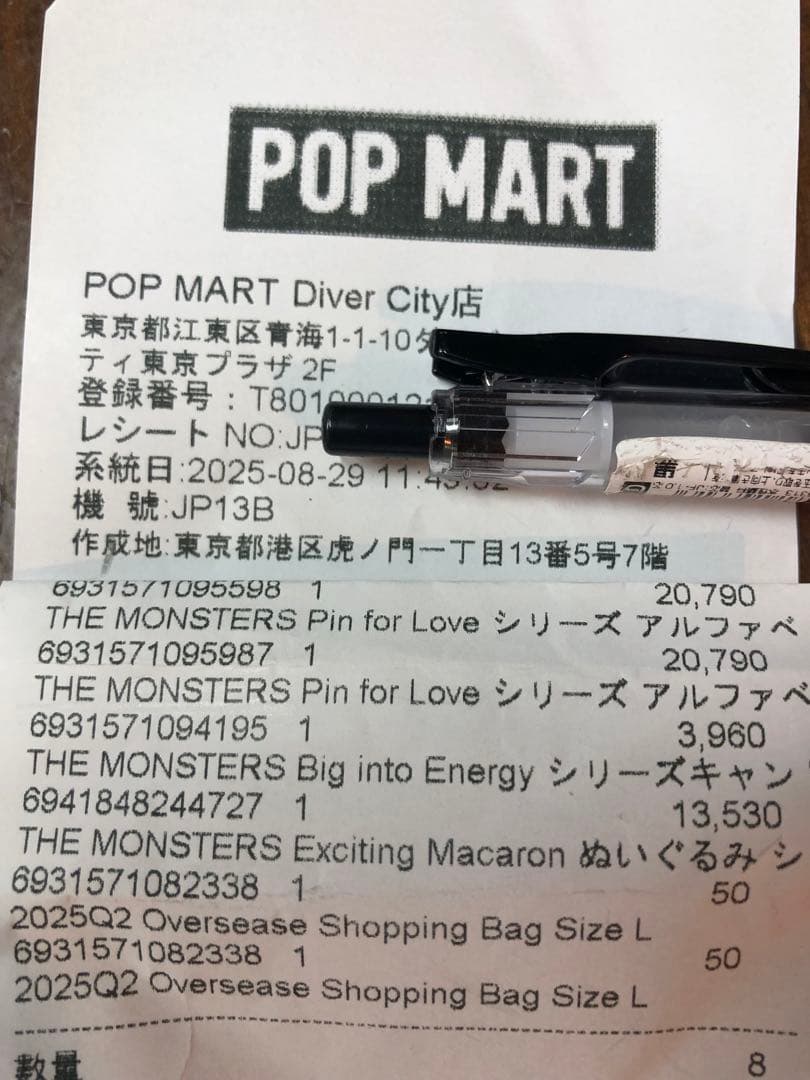 POP MART
POP MART Diver City店
東京都江東区青海1-1-10
ティ東京プラザ 2F
登録番号：T801000
レシート NO:JP
系統日:2025-08-29 11:43:02
機 號:JP13B
作成地:東京都港区虎ノ門一丁目13番5号7階
6931571095598 1 20,790
THE MONSTERS Pin for Love シリーズ アルファベ
6931571095987 1 20,790
THE MONSTERS Pin for Love シリーズ アルファベ
6931571094195 1 3,960
THE MONSTERS Big into Energy シリーズキャン
6941848244727 1 13,530
THE MONSTERS Exciting Macaron ぬいぐるみ シ
6931571082338 1 50
2025Q2 Oversease Shopping Bag Size L
6931571082338 1 50
2025Q2 Oversease Shopping Bag Size L
數量 8